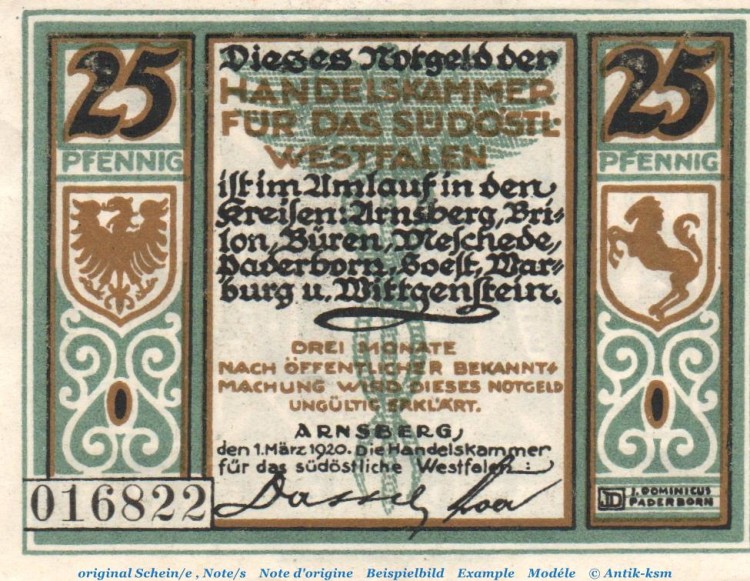 25
PFENNIG
Dieses Notgeld der
HANDELSKAMMER
FÜR DAS SÜDÖSTL.
WESTFALEN
ist im Umlauf in den
Kreisen: Arnsberg, Bri-
lon, Büren, Meschede,
Paderborn, Soest, War-
burg u. Wittgenstein.
DREI MONATE
NACH ÖFFENTLICHER BEKANNT-
MACHUNG WIRD DIESES NOTGELD
UNGÜLTIG ERKLÄRT.
ARNSBERG,
den 1. März 1920. Die Handelskammer
für das südöstliche Westfalen:
25
PFENNIG
016822
JD
J. DOMINICUS
PADERBORN
original Schein/e , Note/s Note d'origine Beispielbild Example Modéle © Antik-ksm